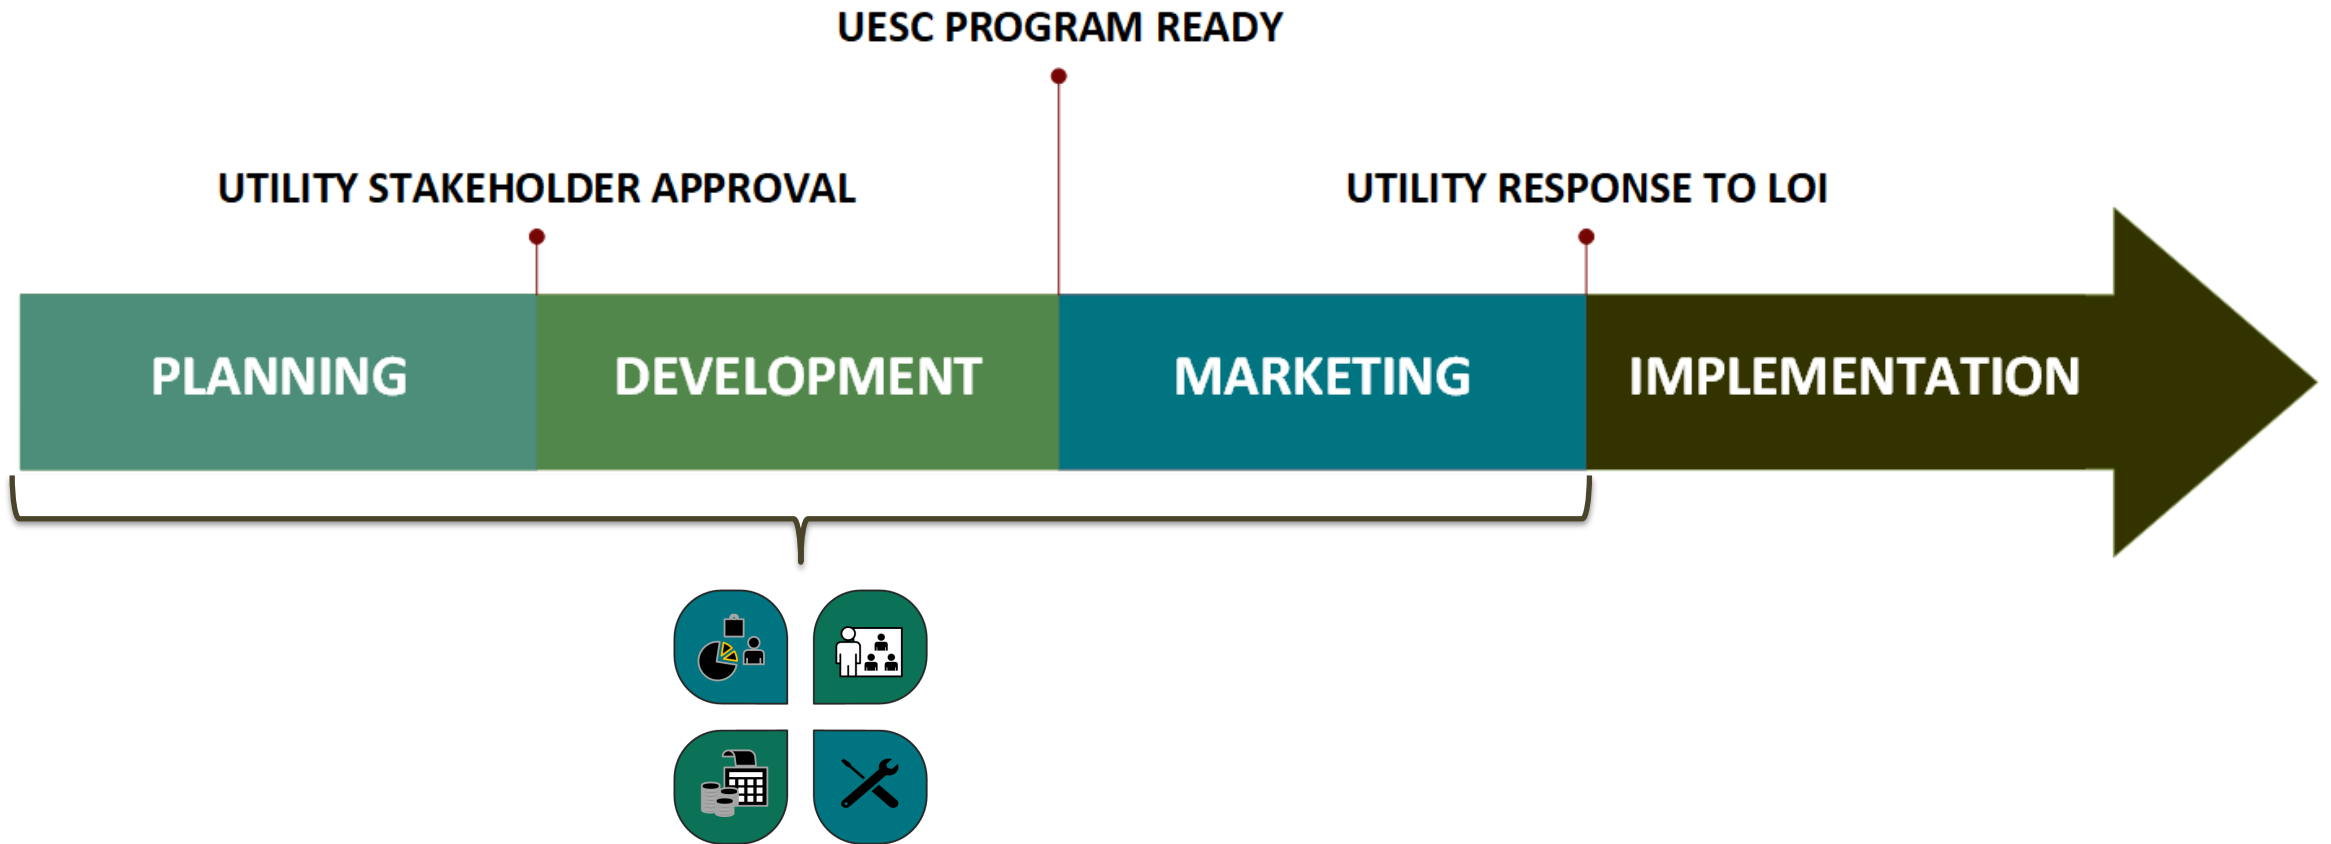 UESC PROGRAM READY
UTILITY STAKEHOLDER APPROVAL
UTILITY RESPONSE TO LOI
PLANNING
DEVELOPMENT
MARKETING
IMPLEMENTATION